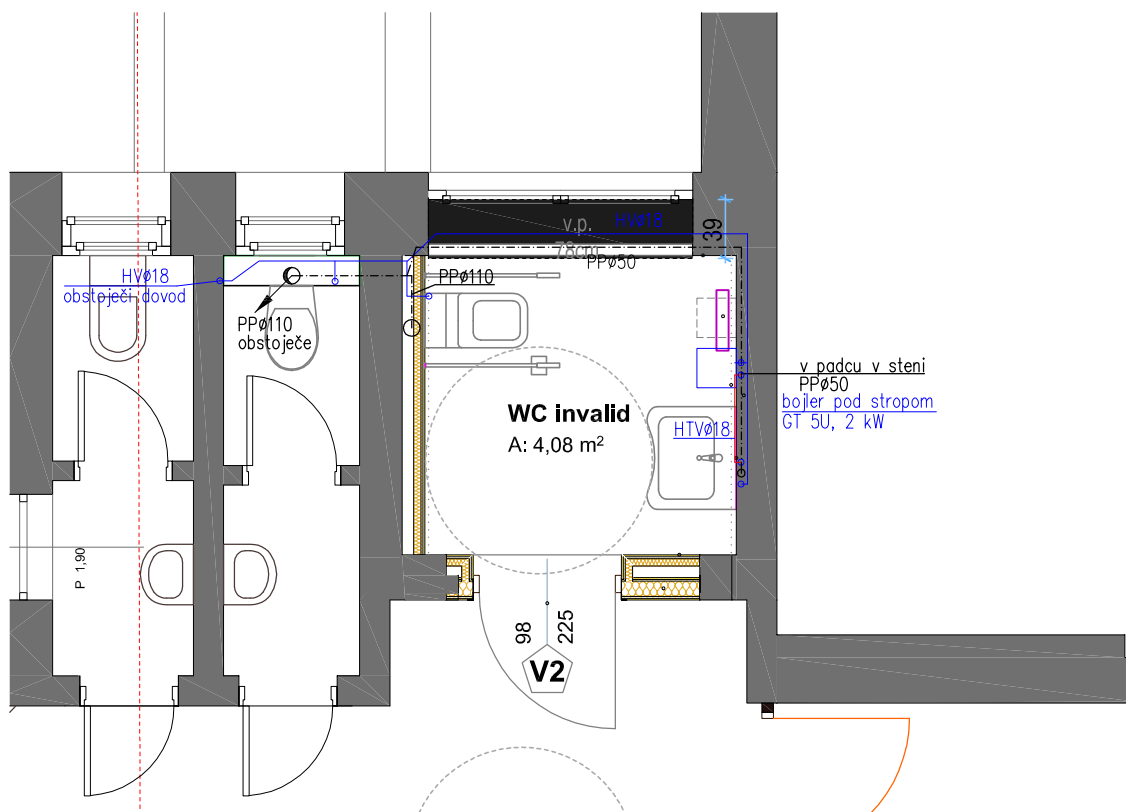 v.p.
HVø18
78cm
PPø50
39
HVø18
obstoječi dovod
PPø110
PPø110
obstoječe
v padcu v steni
PPø50
bojler pod stropom
GT 5U, 2 kW
WC invalid
A: 4,08 m²
HTVø18
P 1,90
98
225
V2